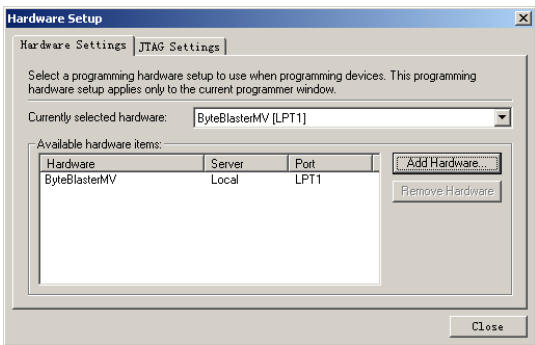 Hardware Setup
Hardware Settings JTAG Settings
Select a programming hardware setup to use when programming devices. This programming
hardware setup applies only to the current programmer window.
Currently selected hardware: ByteBlasterMV [LPT1]
Available hardware items:
Hardware Server Port
ByteBlasterMV Local LPT1
Add Hardware...
Remove Hardware
Close